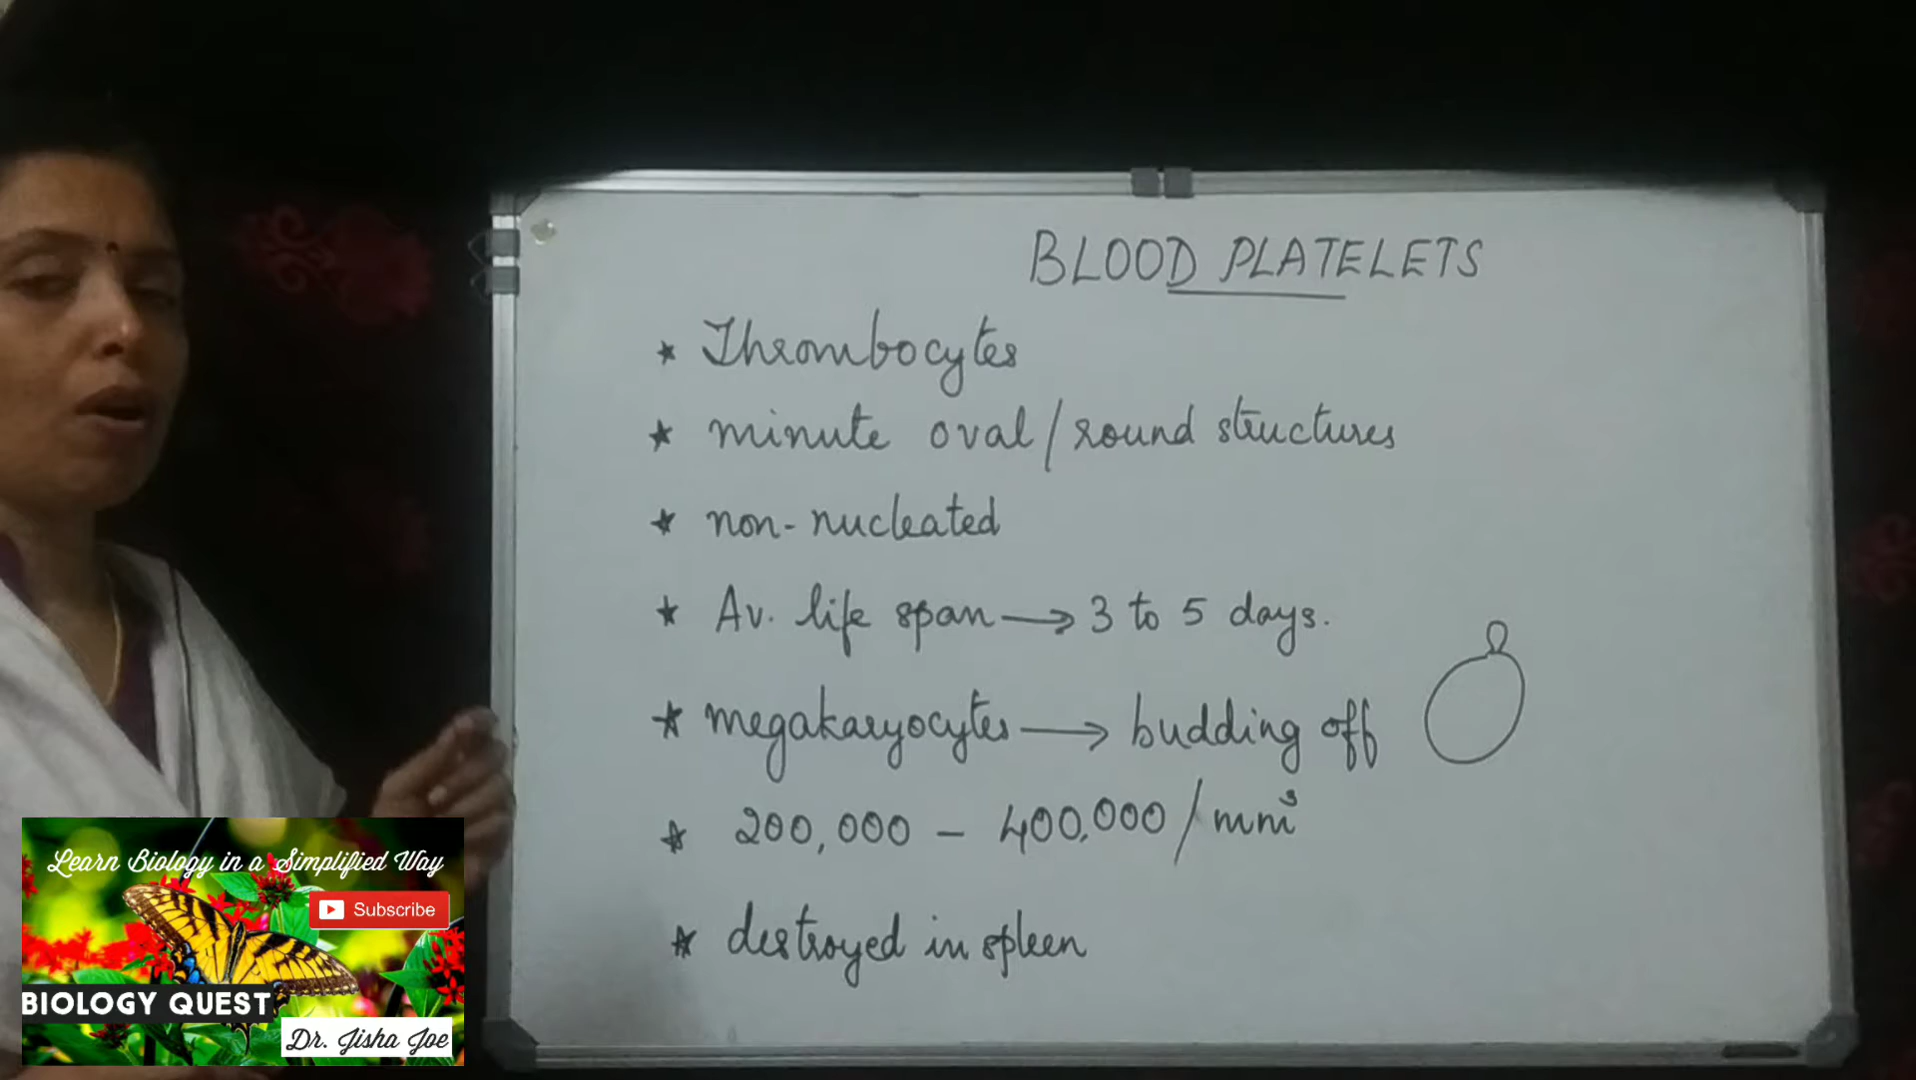 BLOOD PLATELETS
* Thrombocytes
* minute oval/round structures
* non-nucleated
* Av. life span → 3 to 5 days.
* megakaryocytes → budding off
* 200,000 - 400,000/mm³
* destroyed in spleen
Learn Biology in a Simplified Way
Subscribe
BIOLOGY QUEST
Dr. Jisha Joe